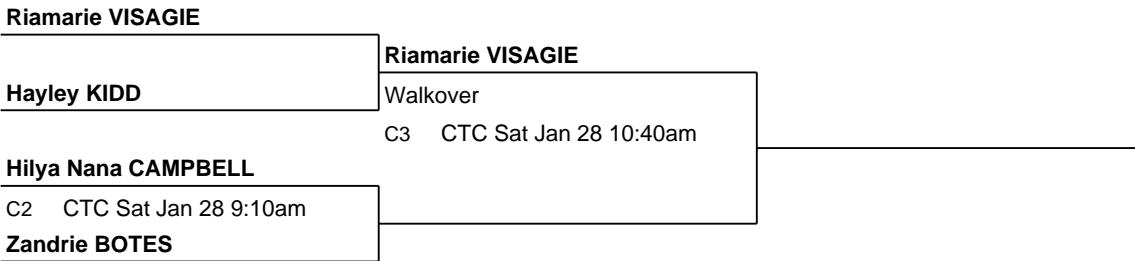 Riamarie VISAGIE
Riamarie VISAGIE
Hayley KIDD
Walkover
C3 CTC Sat Jan 28 10:40am
Hilya Nana CAMPBELL
C2 CTC Sat Jan 28 9:10am
Zandrie BOTES